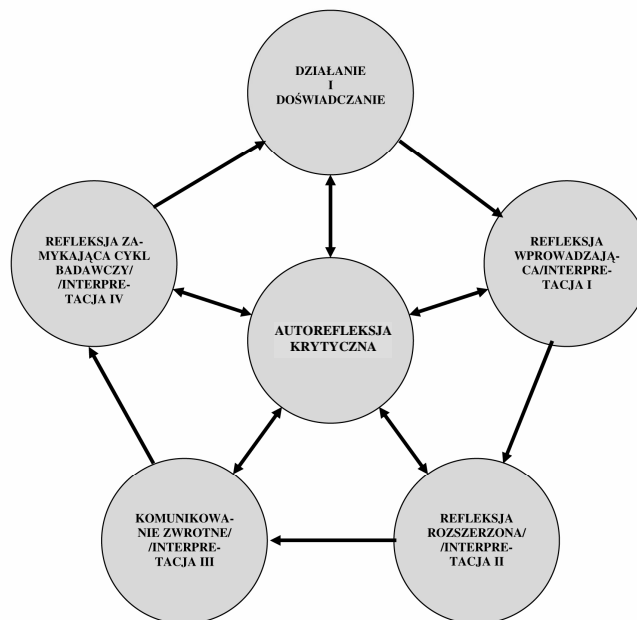 DZIAŁANIE
I
DOŚWIADCZANIE
REFLEKSJA ZA-
MYKAJĄCA CYKL
BADAWCZY/
/INTERPRE-
TACJA IV
REFLEKSJA
WPROWADZAJĄ-
CA/INTERPRE-
TACJA I
AUTOREFLEKSJA
KRYTYCZNA
KOMUNIKOWA-
NIE ZWROTNE/
/INTERPRE-
TACJA III
REFLEKSJA
ROZSZERZONA/
/INTERPRE-
TACJA II